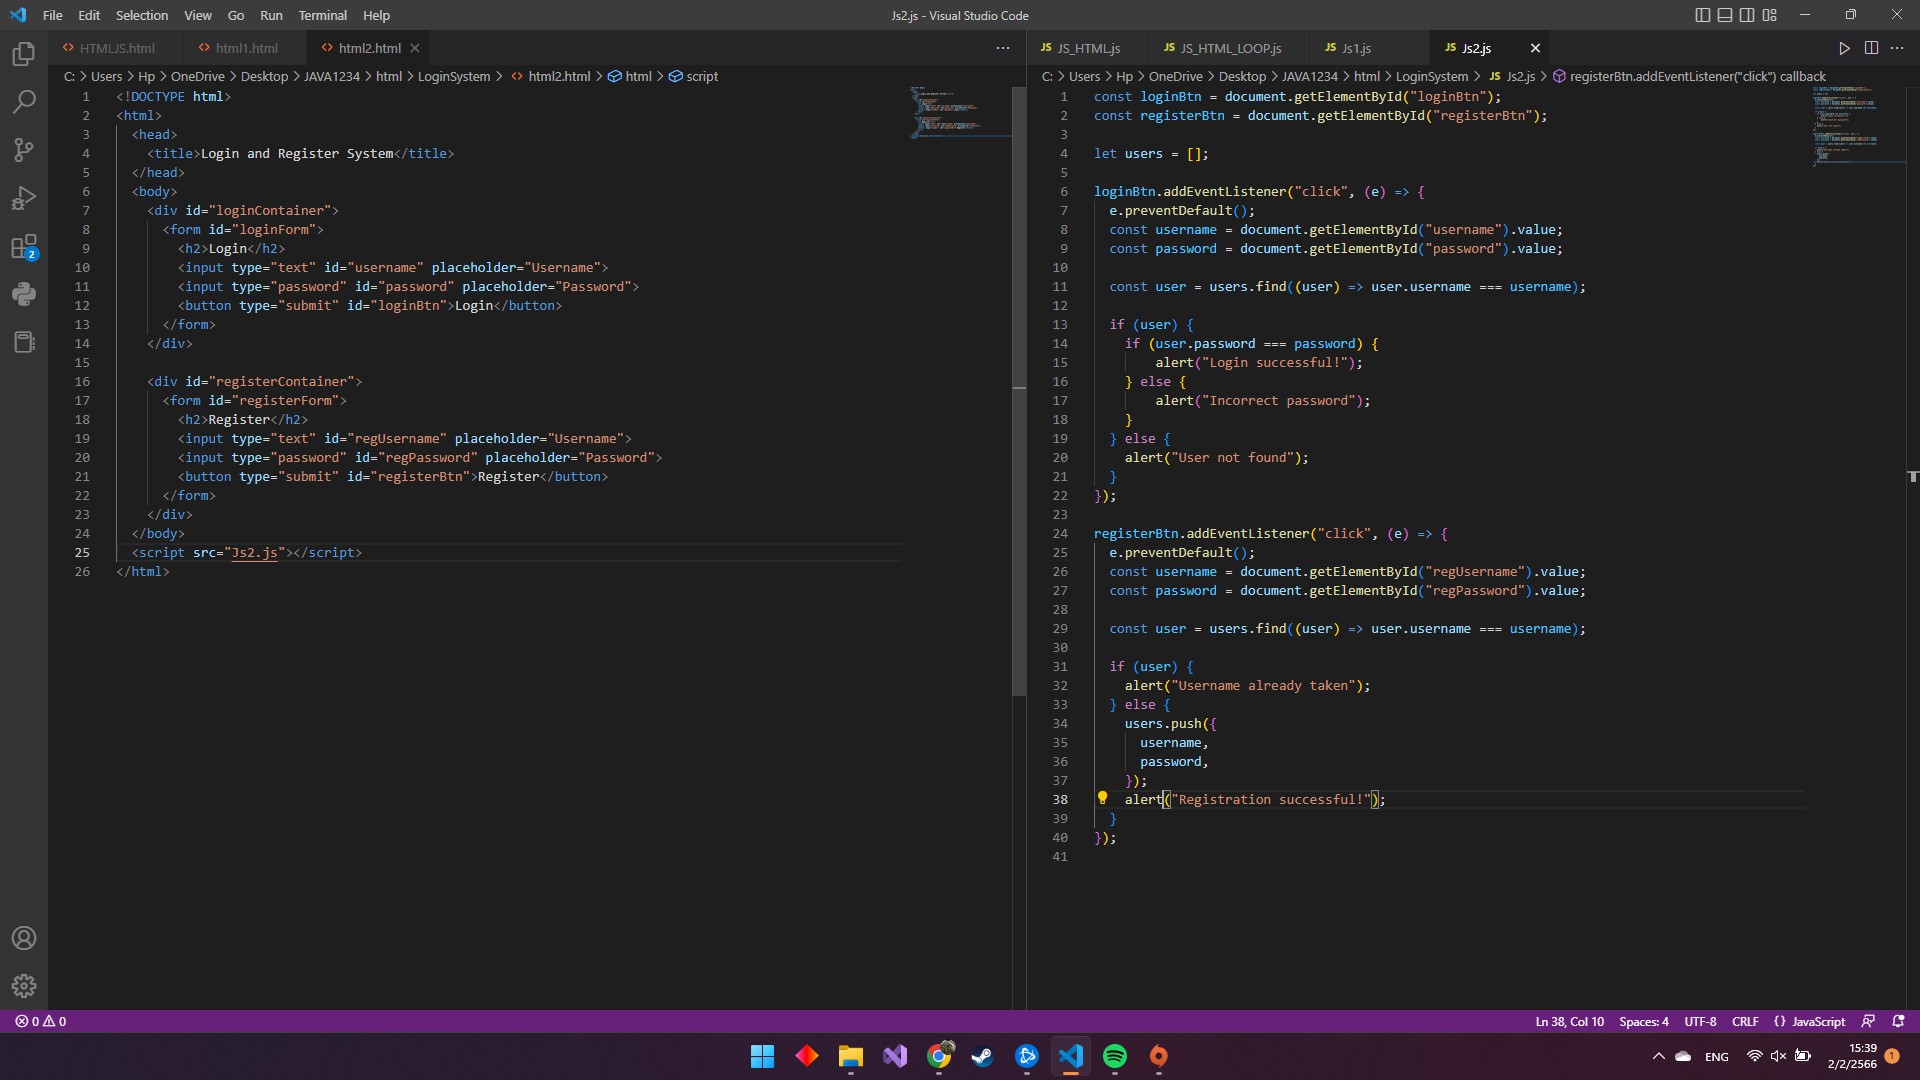 File Edit Selection View Go Run Terminal Help
Js2.js - Visual Studio Code
HTMLJS.html html1.html html2.html
C: > Users > Hp > OneDrive > Desktop > JAVA1234 > html > LoginSystem > html2.html > html > script
1 <!DOCTYPE html>
2 <html>
3 <head>
4 <title>Login and Register System</title>
5 </head>
6 <body>
7 <div id="loginContainer">
8 <form id="loginForm">
9 <h2>Login</h2>
10 <input type="text" id="username" placeholder="Username">
11 <input type="password" id="password" placeholder="Password">
12 <button type="submit" id="loginBtn">Login</button>
13 </form>
14 </div>
15
16 <div id="registerContainer">
17 <form id="registerForm">
18 <h2>Register</h2>
19 <input type="text" id="regUsername" placeholder="Username">
20 <input type="password" id="regPassword" placeholder="Password">
21 <button type="submit" id="registerBtn">Register</button>
22 </form>
23 </div>
24 </body>
25 <script src="Js2.js"></script>
26 </html>
JS JS_HTML.js JS JS_HTML_LOOP.js JS Js1.js JS Js2.js
C: > Users > Hp > OneDrive > Desktop > JAVA1234 > html > LoginSystem > JS Js2.js > registerBtn.addEventListener("click") callback
1 const loginBtn = document.getElementById("loginBtn");
2 const registerBtn = document.getElementById("registerBtn");
3
4 let users = [];
5
6 loginBtn.addEventListener("click", (e) => {
7 e.preventDefault();
8 const username = document.getElementById("username").value;
9 const password = document.getElementById("password").value;
10
11 const user = users.find((user) => user.username === username);
12
13 if (user) {
14 if (user.password === password) {
15 alert("Login successful!");
16 } else {
17 alert("Incorrect password");
18 }
19 } else {
20 alert("User not found");
21 }
22 });
23
24 registerBtn.addEventListener("click", (e) => {
25 e.preventDefault();
26 const username = document.getElementById("regUsername").value;
27 const password = document.getElementById("regPassword").value;
28
29 const user = users.find((user) => user.username === username);
30
31 if (user) {
32 alert("Username already taken");
33 } else {
34 users.push({
35 username,
36 password,
37 });
38 alert("Registration successful!");
39 }
40 });
41
2
0 0
Ln 38, Col 10 Spaces: 4 UTF-8 CRLF {} JavaScript
ENG
15:39
2/2/2566
1